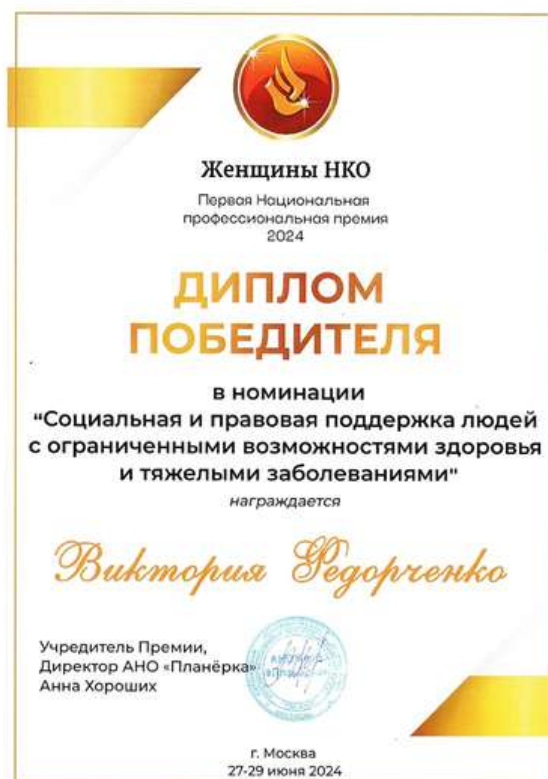 Женщины НКО
Первая Национальная
профессиональная премия
2024
ДИПЛОМ
ПОБЕДИТЕЛЯ
в номинации
“Социальная и правовая поддержка людей
с ограниченными возможностями здоровья
и тяжелыми заболеваниями"
награждается
Виктория Федорченко
Учредитель Премии,
Директор АНО «Планёрка»
Анна Хороших
г. Москва
27-29 июня 2024